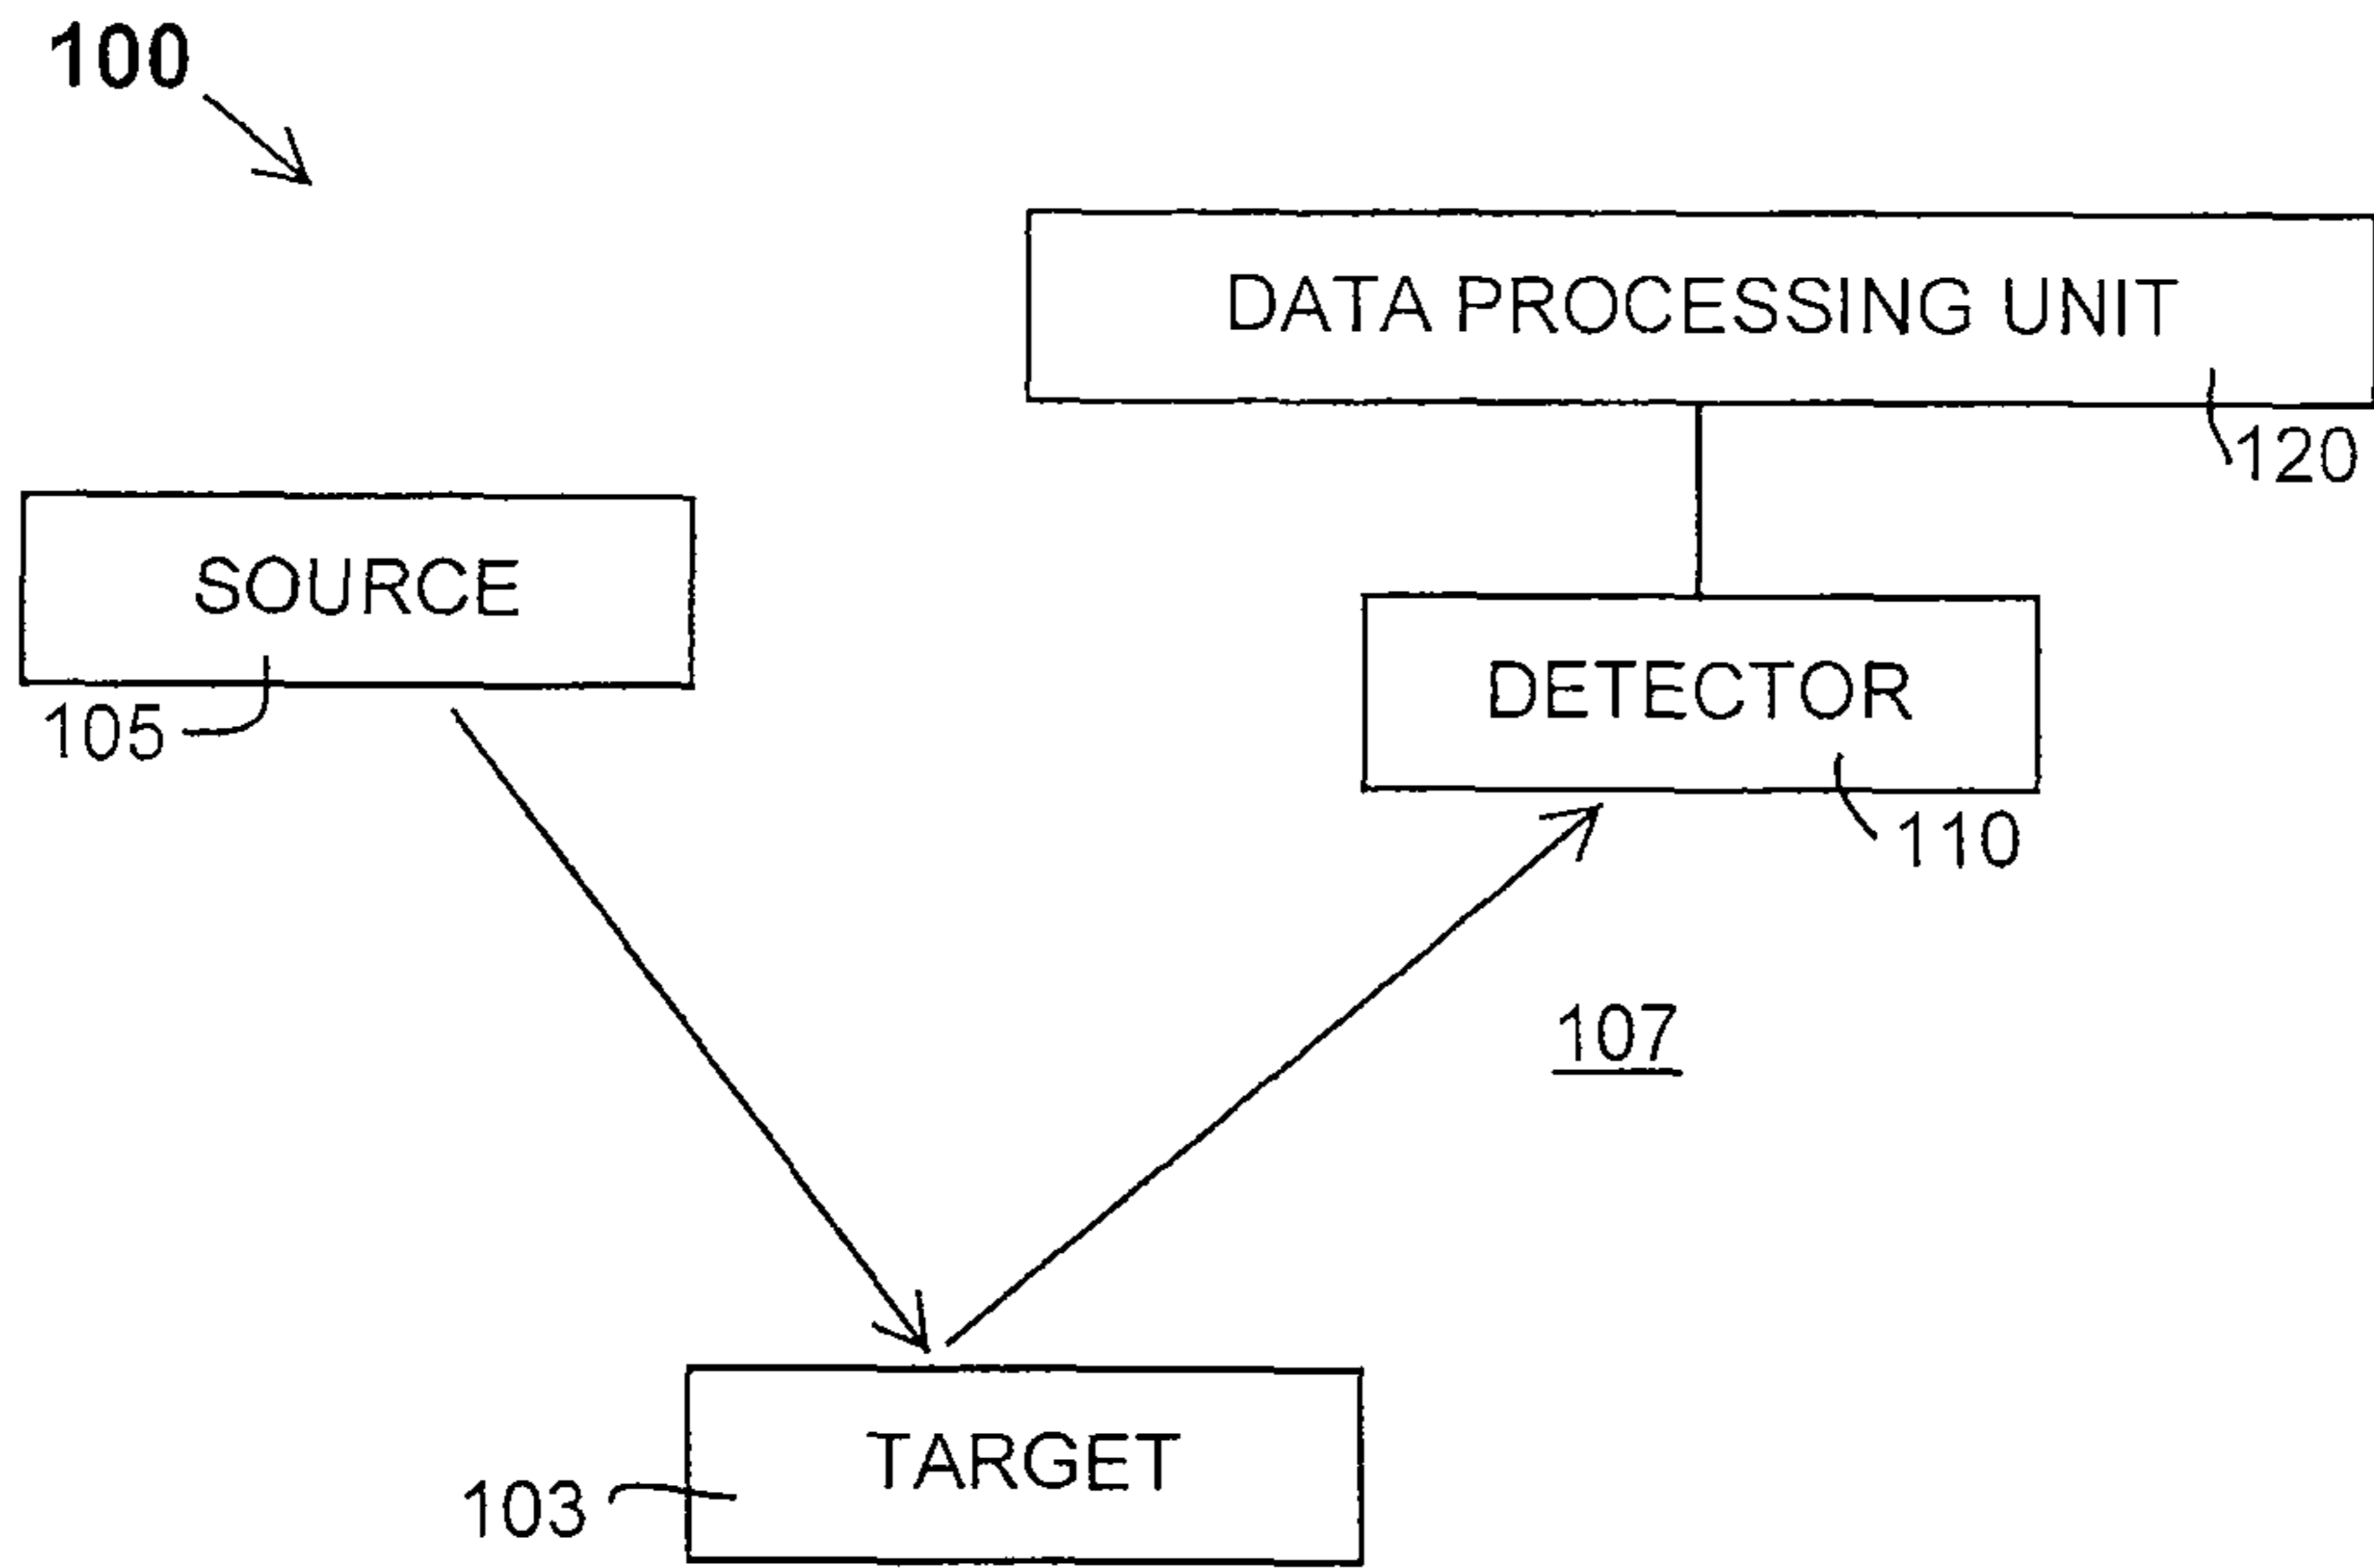 100
DATA PROCESSING UNIT
120
SOURCE
105
DETECTOR
110
107
TARGET
103